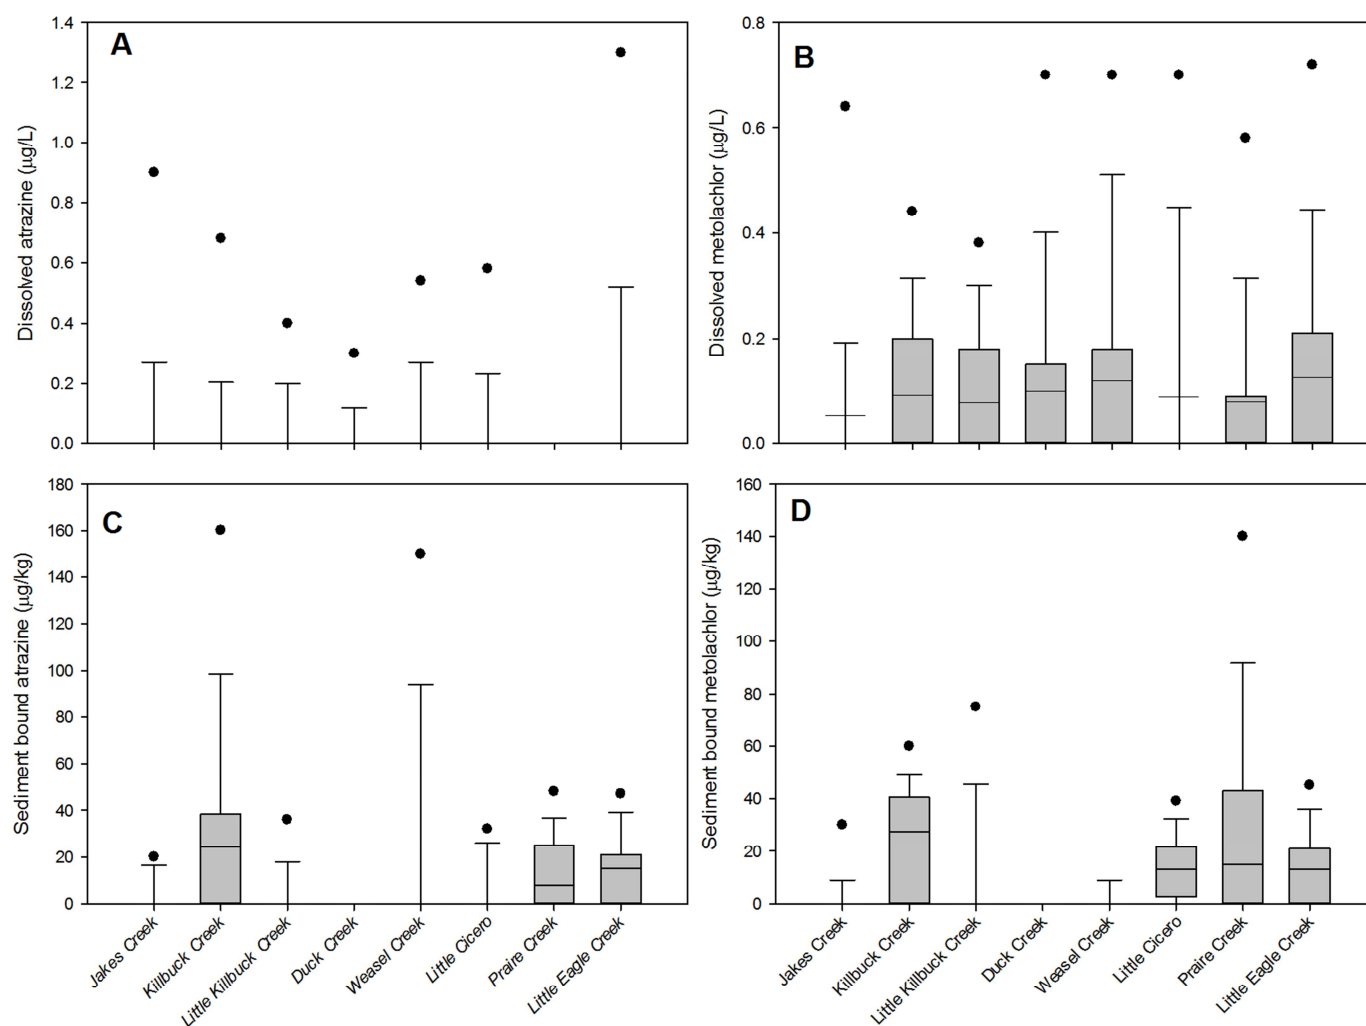 A
Dissolved atrazine (μg/L)
1.4
1.2
1.0
0.8
0.6
0.4
0.2
0.0
B
Dissolved metolachlor (μg/L)
0.8
0.6
0.4
0.2
0.0
C
Sediment bound atrazine (μg/kg)
180
160
140
120
100
80
60
40
20
0
Jakes Creek
Killbuck Creek
Little Killbuck Creek
Duck Creek
Weasel Creek
Little Cicero
Praire Creek
Little Eagle Creek
D
Sediment bound metolachlor (μg/kg)
160
140
120
100
80
60
40
20
0
Jakes Creek
Killbuck Creek
Little Killbuck Creek
Duck Creek
Weasel Creek
Little Cicero
Praire Creek
Little Eagle Creek